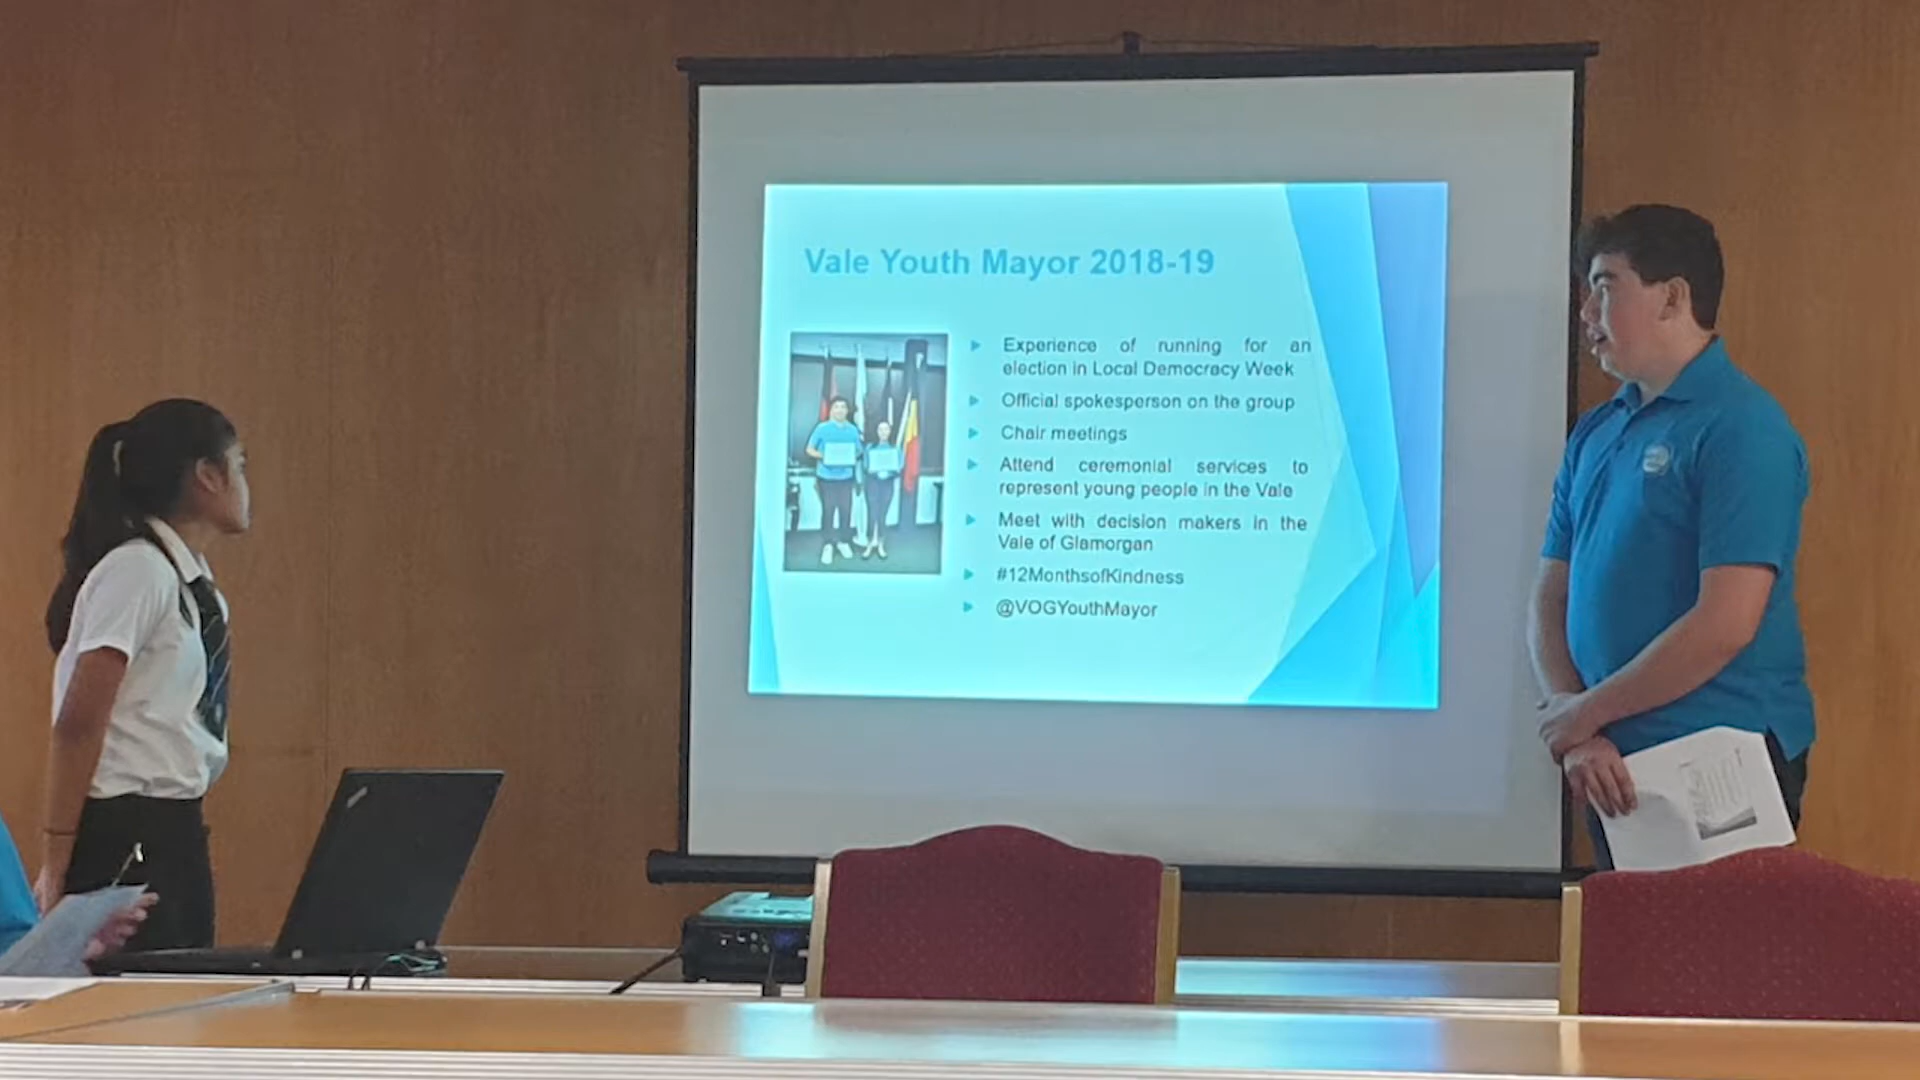 Vale Youth Mayor 2018-19
Experience of running for an
election in Local Democracy Week
Official spokesperson on the group
Chair meetings
Attend ceremonial services to
represent young people in the Vale
Meet with decision makers in the
Vale of Glamorgan
#12MonthsofKindness
@VOGYouthMayor